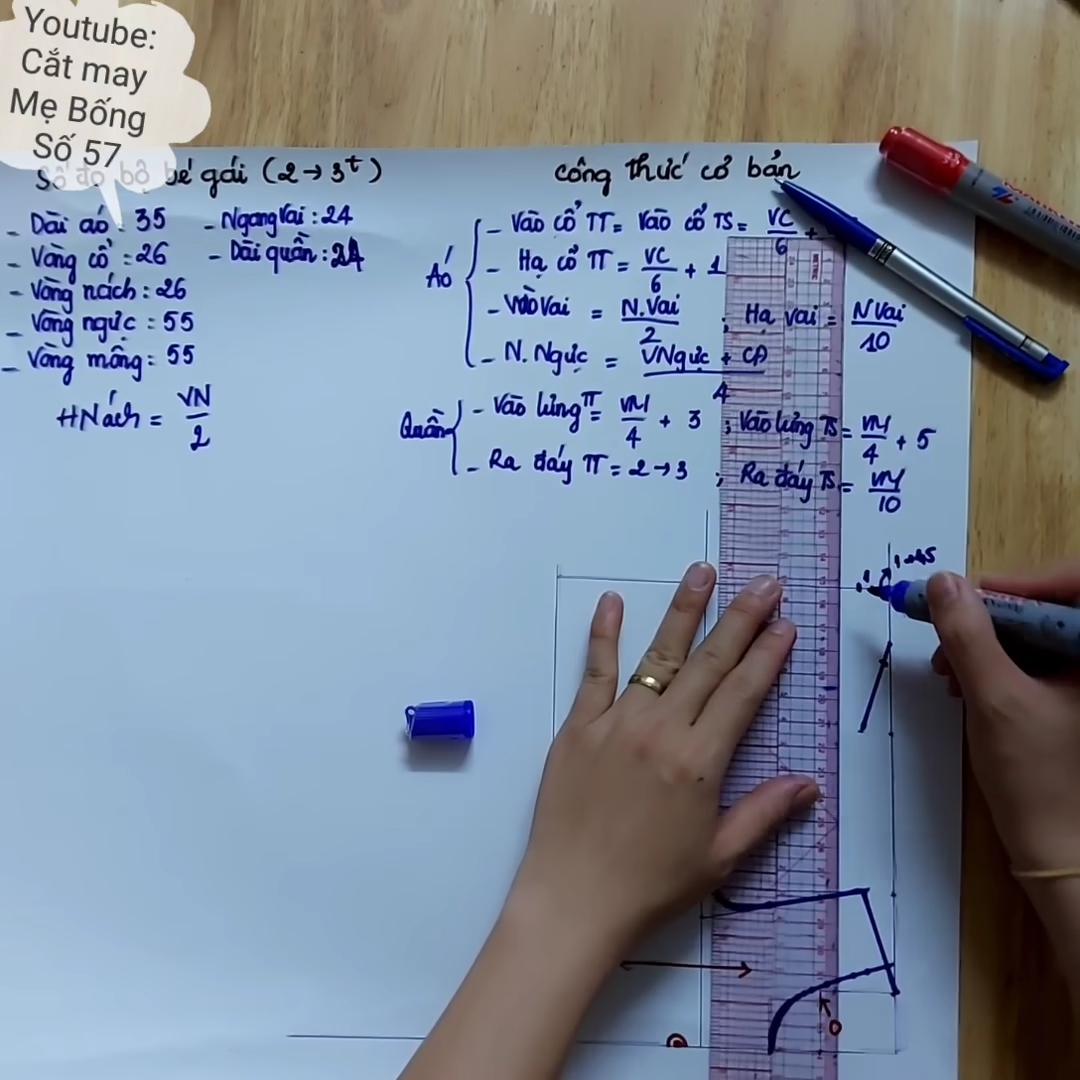 Youtube:
Cắt may
Mẹ Bống
Số 57
Số đo bộ bé gái (2→3t)
- Dài áo: 35
- Ngang vai: 24
- Vòng cổ: 26
- Dài quần: 24
- Vòng nách: 26
- Vòng ngực: 55
- Vòng mông: 55
HNách = VN/2
công thức cơ bản
Áo
- Vào cổ TT = Vào cổ TS = VC/6 +
- Hạ cổ TT = VC/6 + 1
- Vào vai = N.Vai/2 ; Hạ vai = NVai/10
- N. Ngực = VNgực + CĐ/4
Quần
- Vào lưng TT = VM/4 + 3 ; Vào lưng TS = VM/4 + 5
- Ra đáy TT = 2→3 ; Ra đáy TS = VM/10